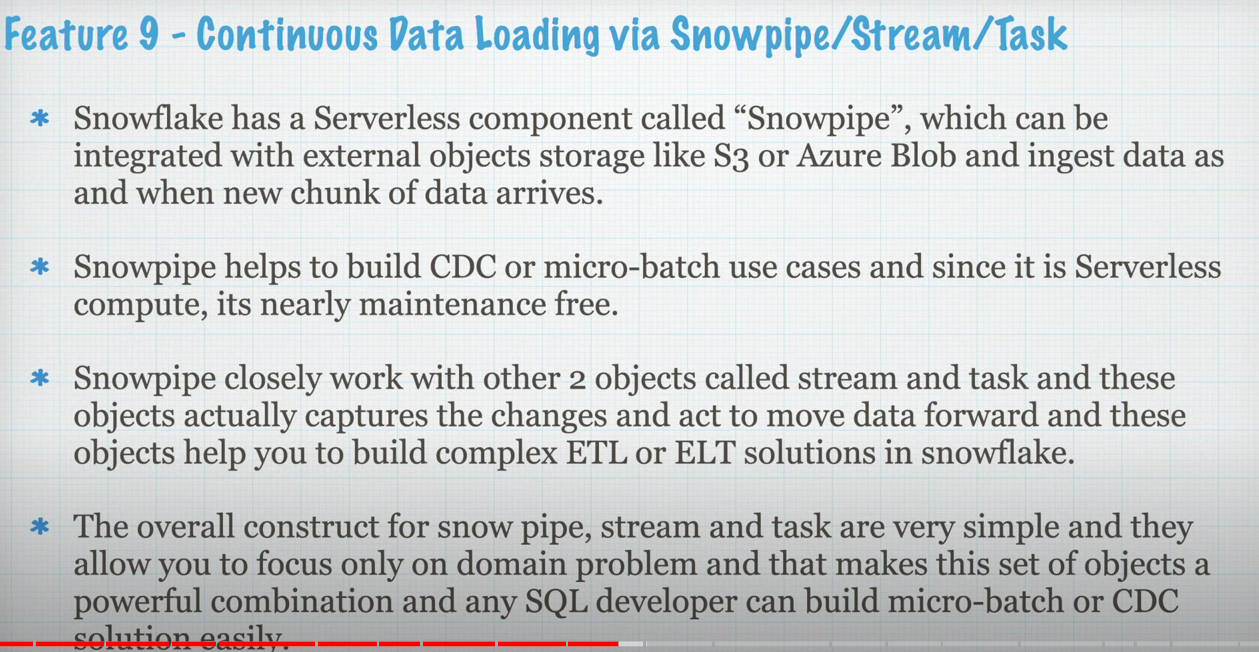 Feature 9 - Continuous Data Loading via Snowpipe/Stream/Task
* Snowflake has a Serverless component called “Snowpipe”, which can be
integrated with external objects storage like S3 or Azure Blob and ingest data as
and when new chunk of data arrives.
* Snowpipe helps to build CDC or micro-batch use cases and since it is Serverless
compute, its nearly maintenance free.
* Snowpipe closely work with other 2 objects called stream and task and these
objects actually captures the changes and act to move data forward and these
objects help you to build complex ETL or ELT solutions in snowflake.
* The overall construct for snow pipe, stream and task are very simple and they
allow you to focus only on domain problem and that makes this set of objects a
powerful combination and any SQL developer can build micro-batch or CDC
solution easily.